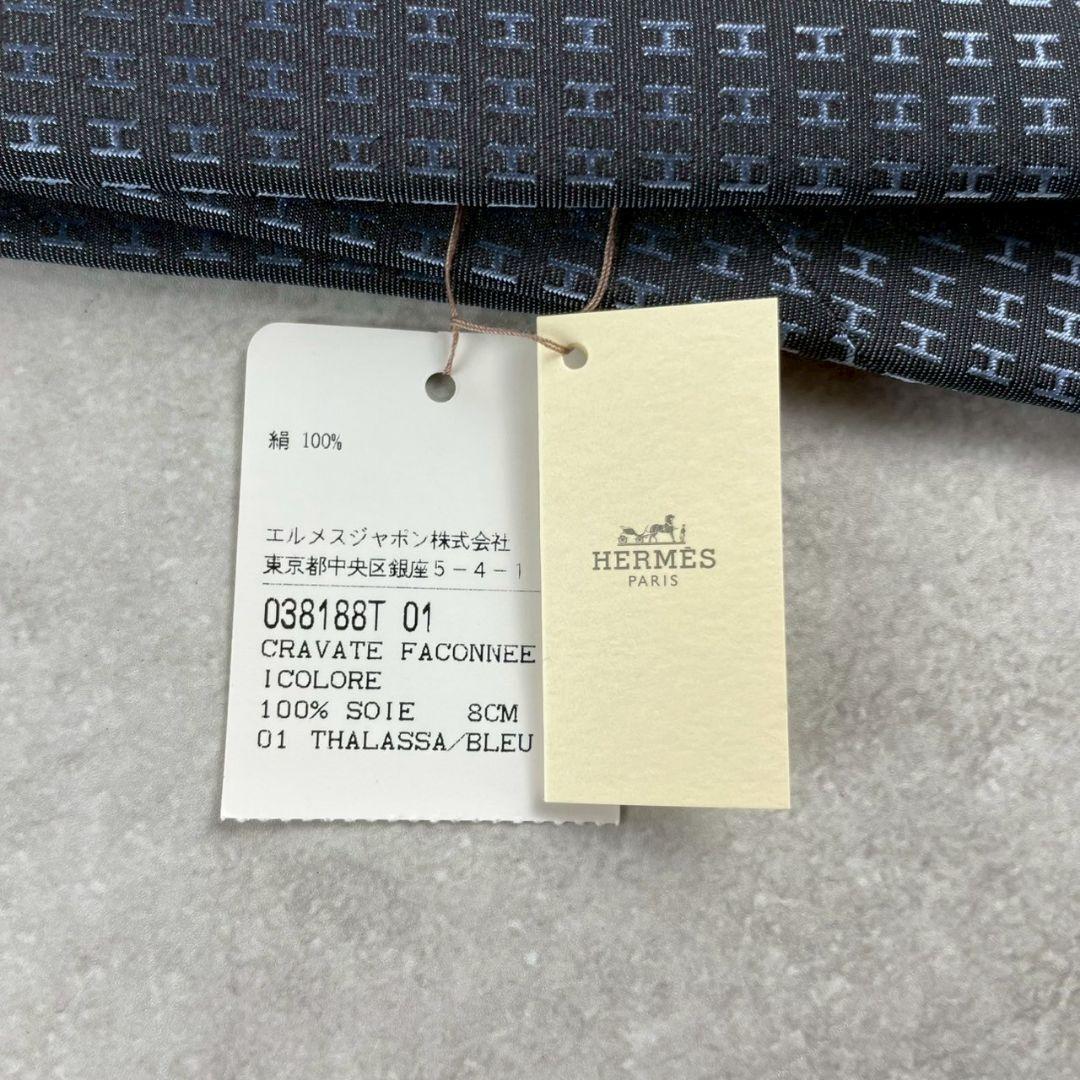 絹 100%
エルメスジャポン株式会社
東京都中央区銀座5-4-1
038188T 01
CRAVATE FACONNEE
ICOLORE
100% SOIE 8CM
01 THALASSA/BLEU
HERMÈS
PARIS